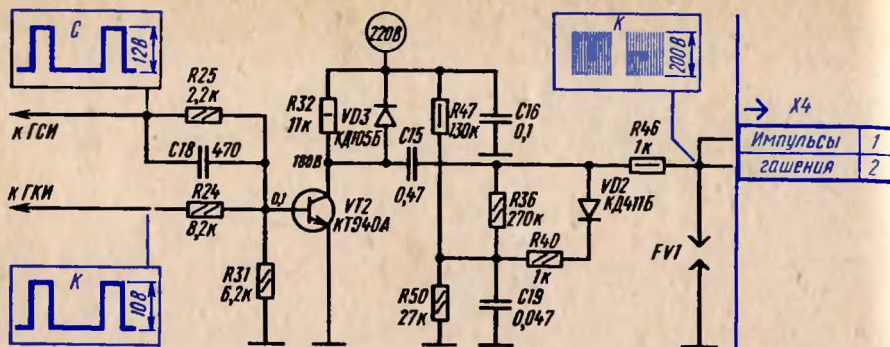 С
12В
R25
2,2К
к ГСИ
C18
470
к ГКИ
R24
8,2К
К
10В
R31
6,2К
0,1
VT2
КТ940А
220В
R32
11К
VD3
КД105Б
180В
C15
0,47
R47
130К
C16
0,1
R36
270К
VD2
КД411Б
R40
1К
R50
27К
C19
0,047
К
200В
R46
1К
FV1
X4
Импульсы 1
гашения 2